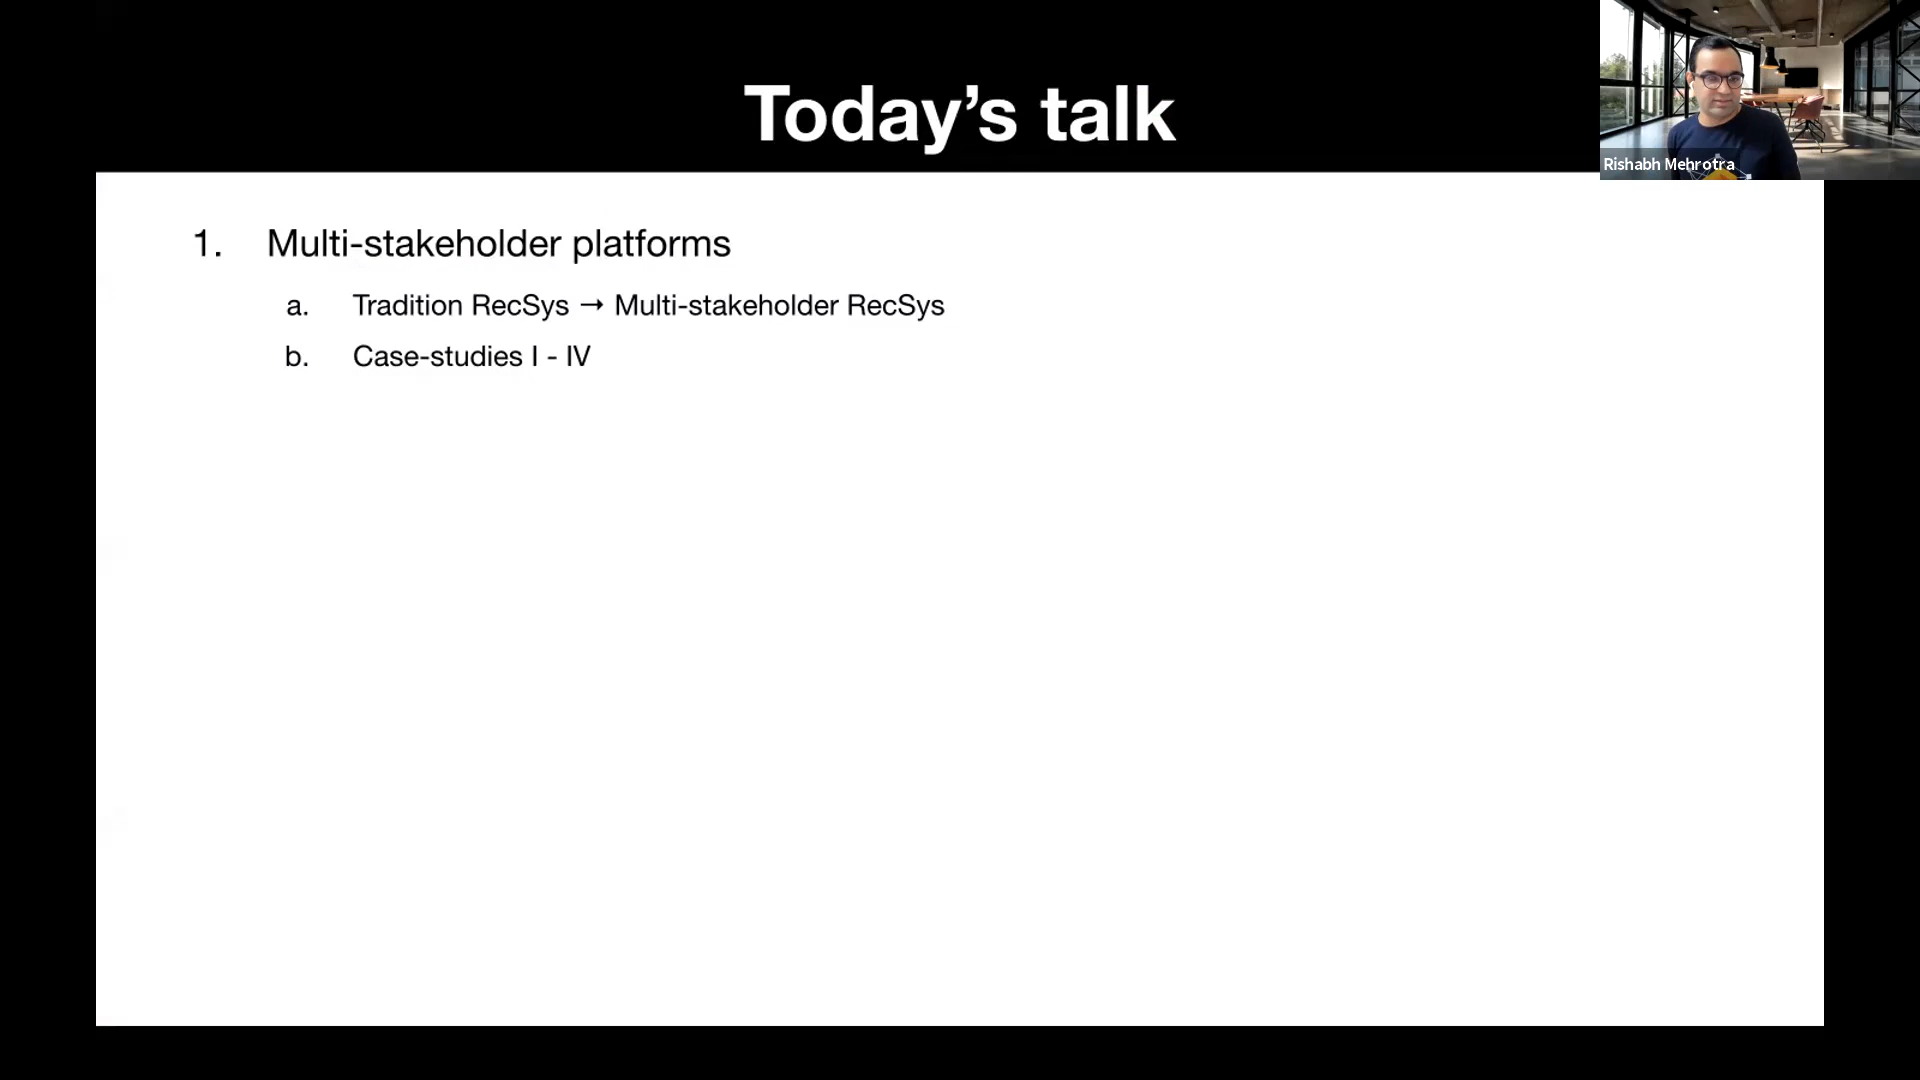 Today’s talk
Rishabh Mehrotra
1. Multi-stakeholder platforms
a. Tradition RecSys → Multi-stakeholder RecSys
b. Case-studies I - IV